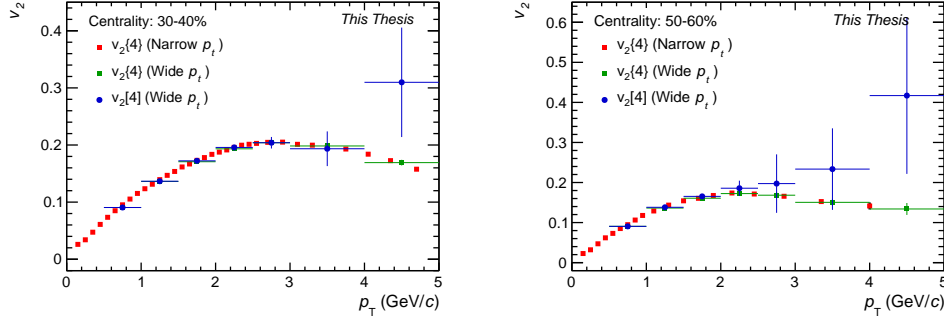 v₂
0.4
0.3
0.2
0.1
0
Centrality: 30-40%
This Thesis
v₂{4} (Narrow pₜ)
v₂{4} (Wide pₜ)
v₂[4] (Wide pₜ)
0 1 2 3 4 5
p_T (GeV/c)
v₂
0.6
0.5
0.4
0.3
0.2
0.1
0
Centrality: 50-60%
This Thesis
v₂{4} (Narrow pₜ)
v₂{4} (Wide pₜ)
v₂[4] (Wide pₜ)
0 1 2 3 4 5
p_T (GeV/c)